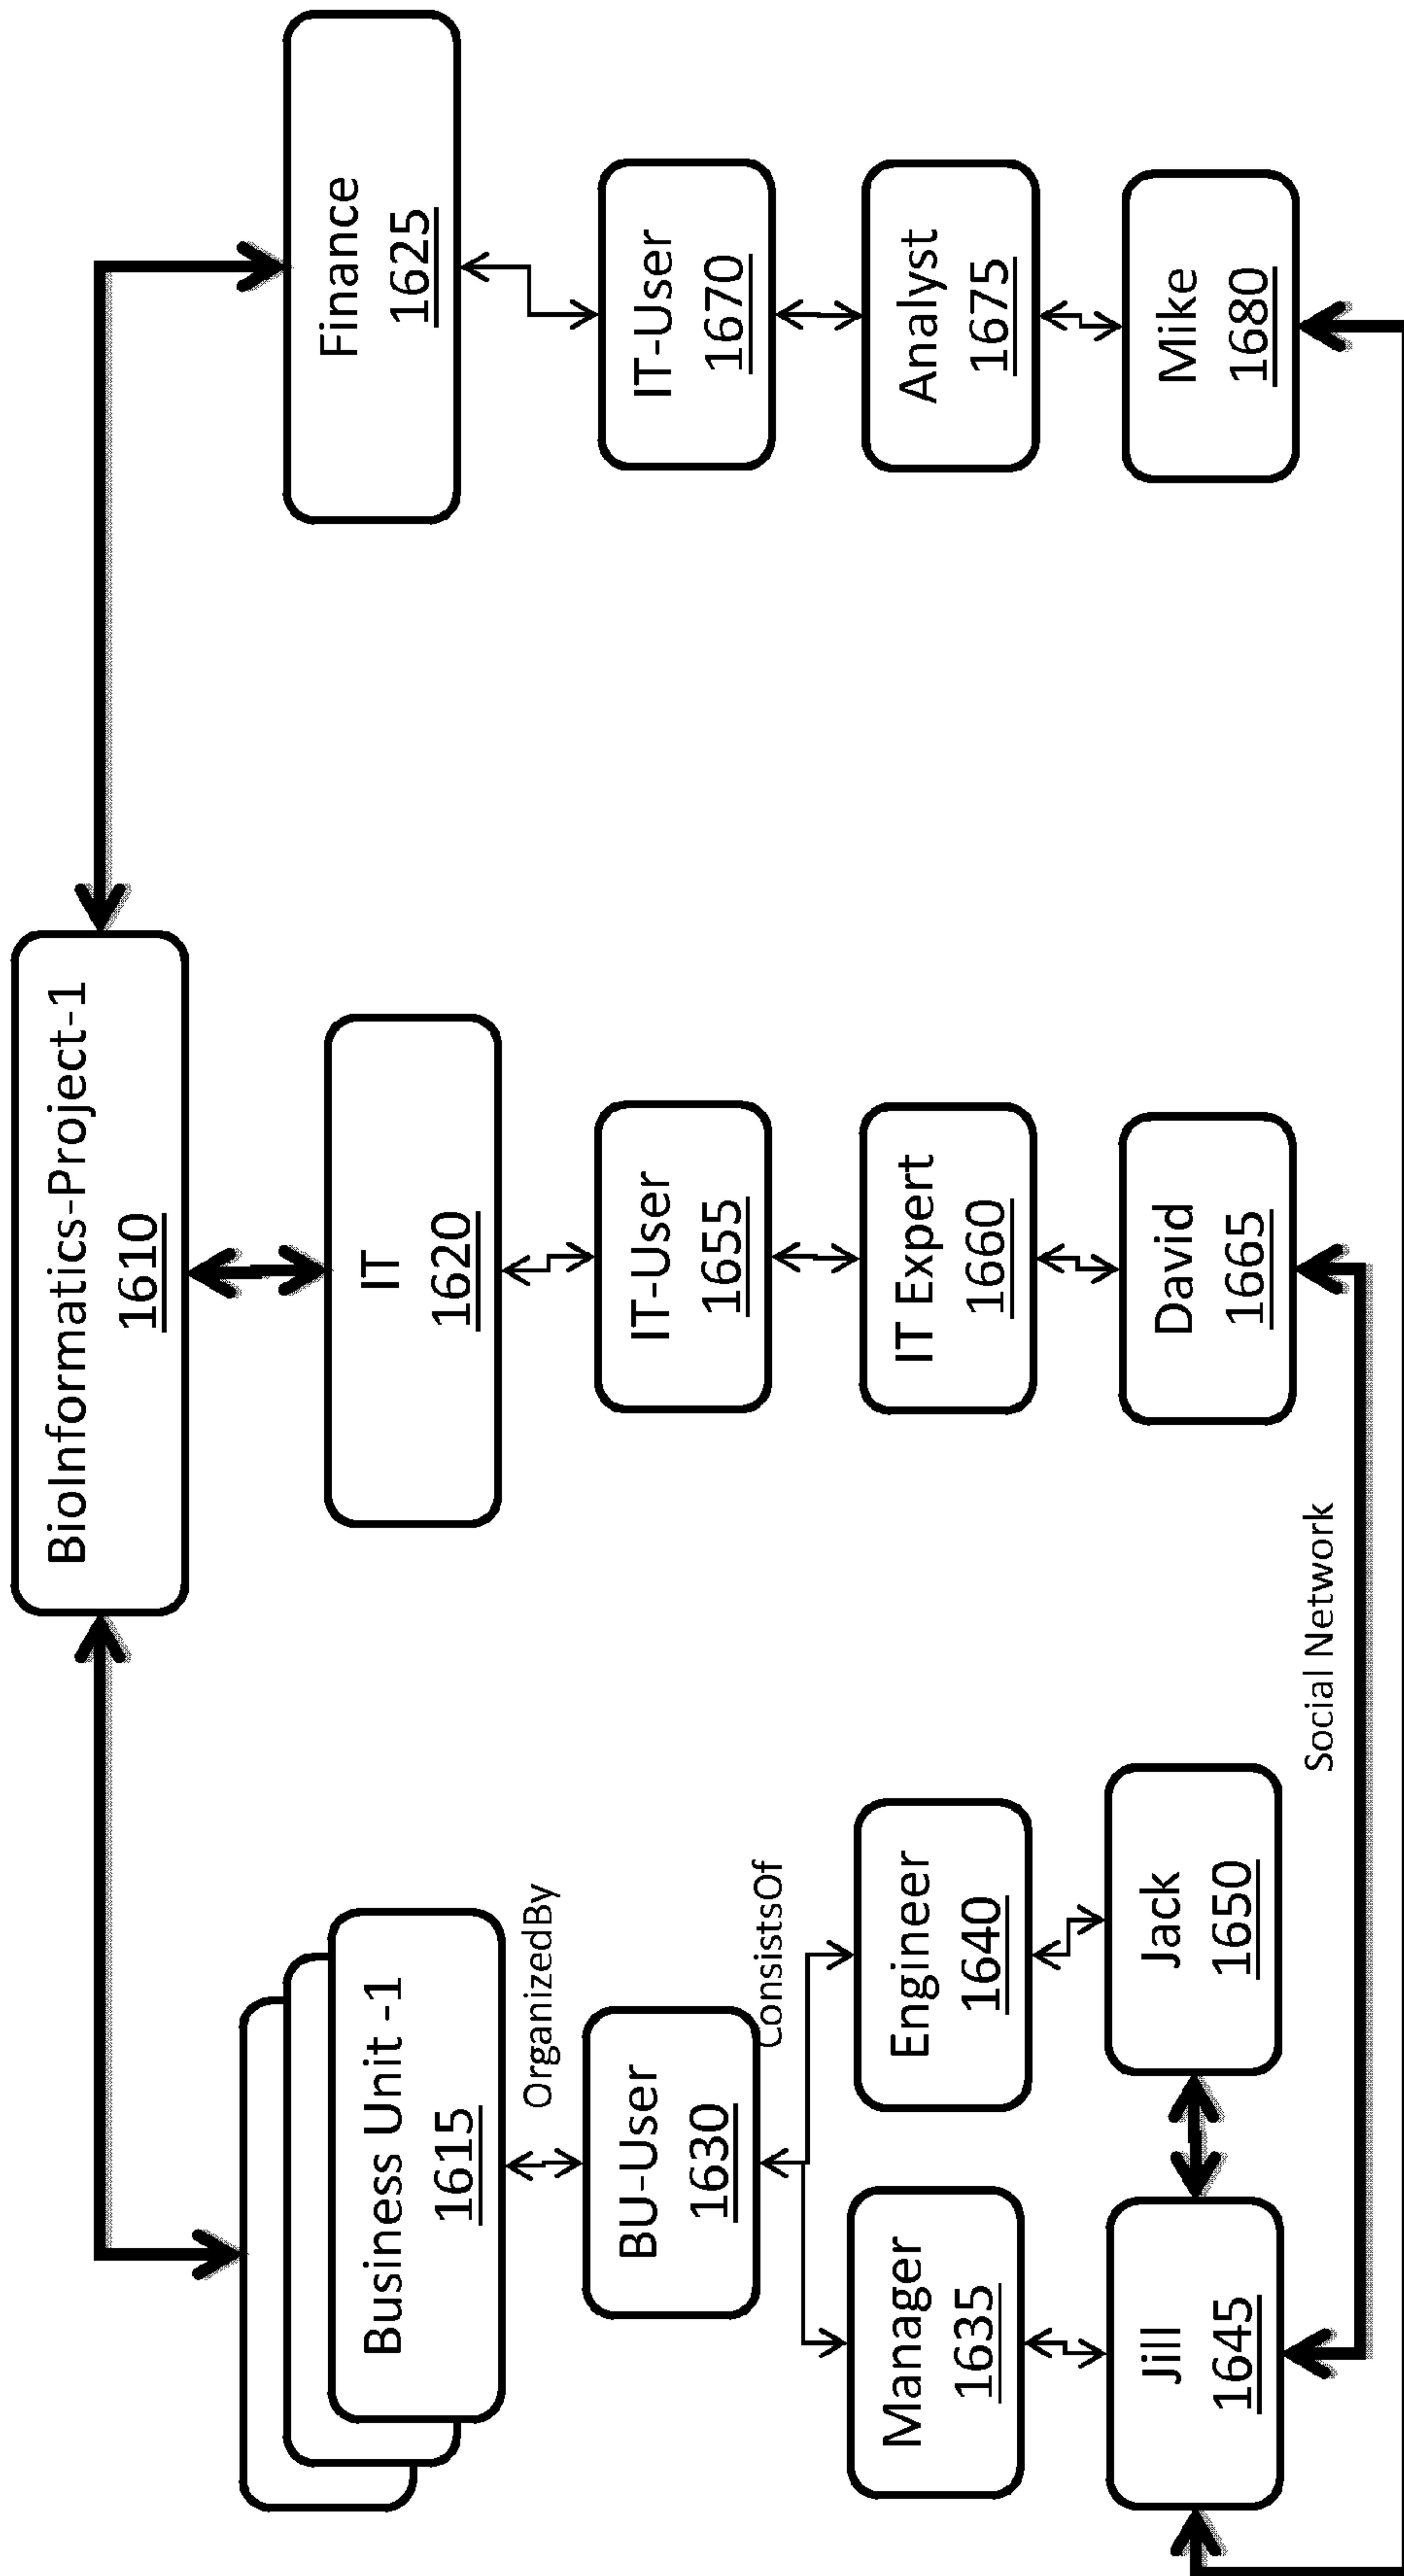 BioInformatics-Project-1
1610
Business Unit -1
1615
IT
1620
Finance
1625
OrganizedBy
BU-User
1630
IT-User
1655
IT-User
1670
ConsistsOf
Manager
1635
Engineer
1640
IT Expert
1660
Analyst
1675
Jill
1645
Jack
1650
David
1665
Mike
1680
Social Network